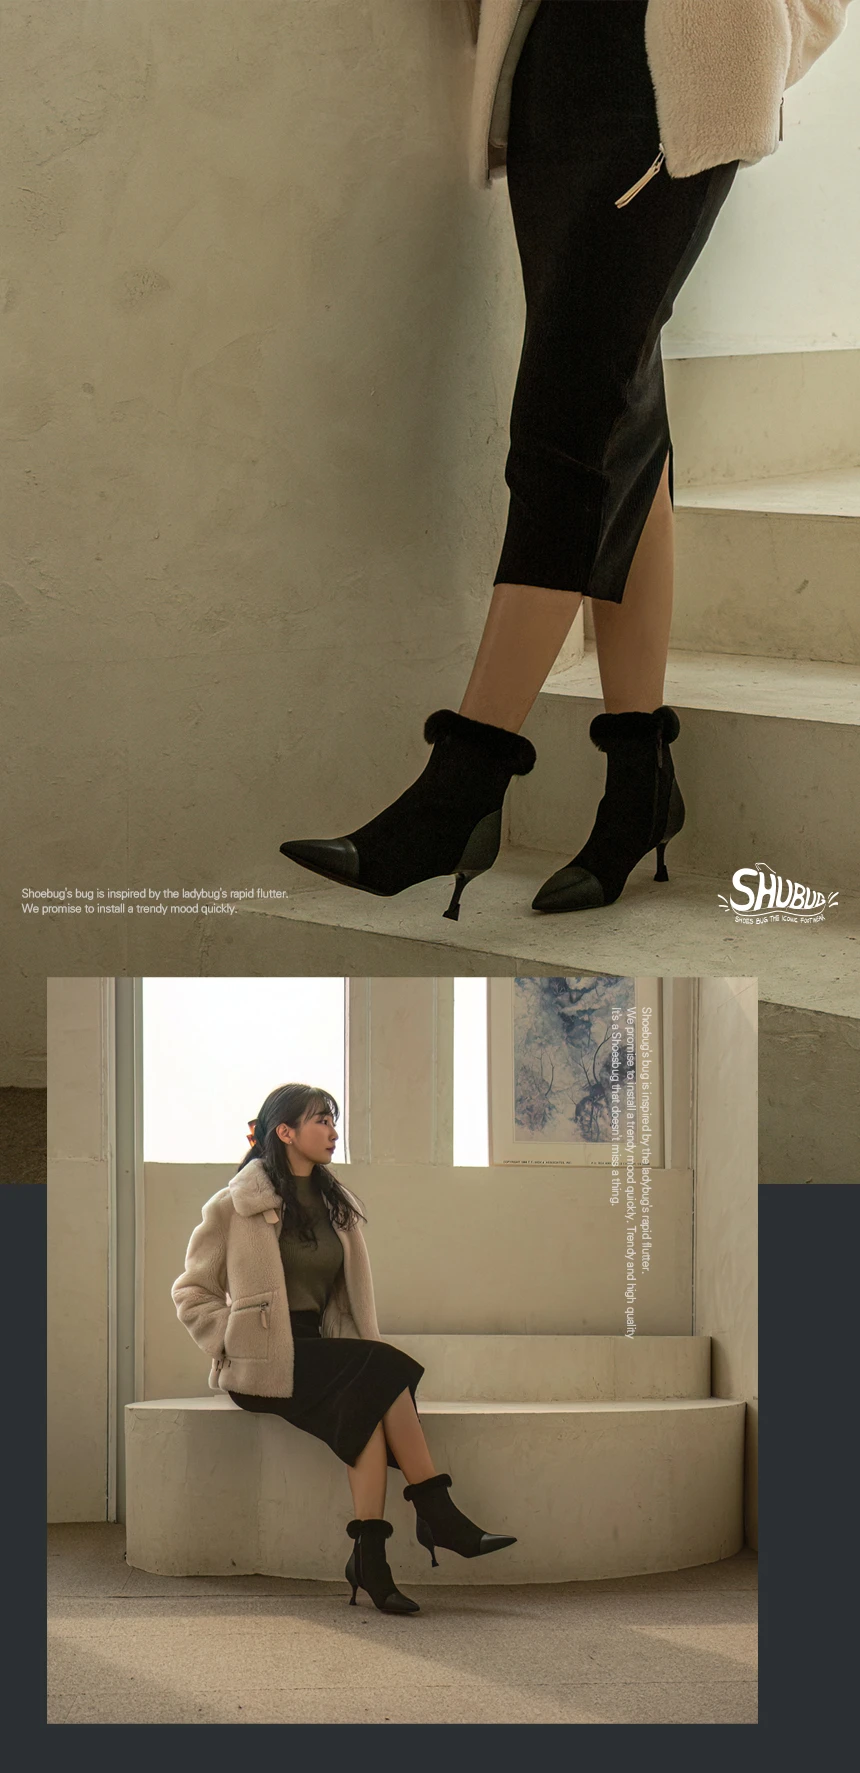 Shoebug's bug is inspired by the ladybug's rapid flutter.
We promise to install a trendy mood quickly.
SHUBUG
SHOES BUG THE ICONIC FOOTWEAR
Shoebug's bug is inspired by the ladybug's rapid flutter.
We promise to install a trendy mood quickly. Trendy and high quality
It's a Shoesbug that doesn't miss a thing.